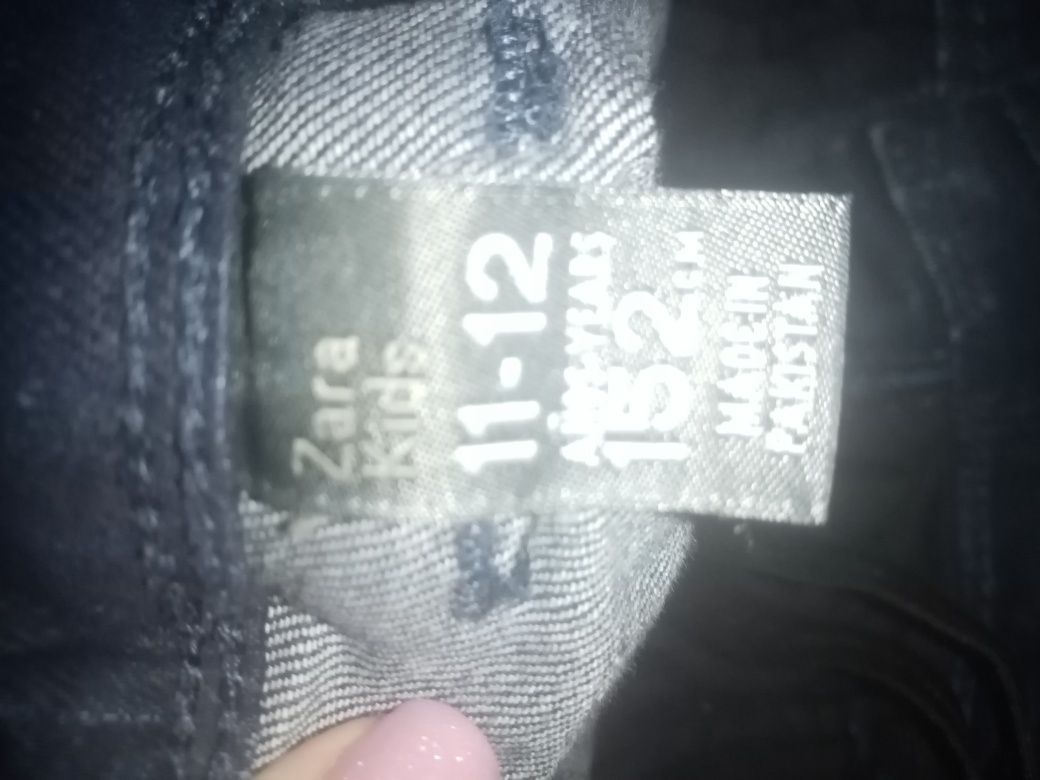 Zara
Kids
11-12
AÑOS-YEARS
152 CM
MADE IN
PAKISTAN